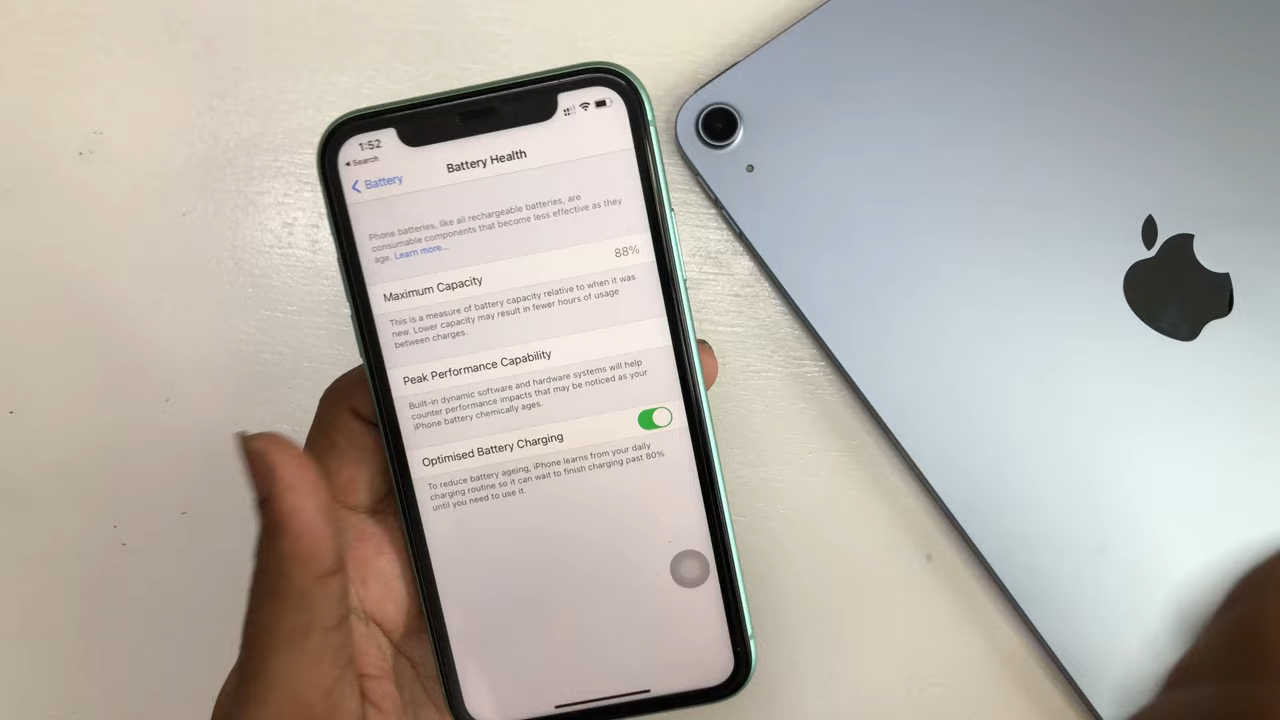 1:52
Search
Battery
Battery Health
Phone batteries, like all rechargeable batteries, are
consumable components that become less effective as they
age. Learn more...
Maximum Capacity 88%
This is a measure of battery capacity relative to when it was
new. Lower capacity may result in fewer hours of usage
between charges.
Peak Performance Capability
Built-in dynamic software and hardware systems will help
counter performance impacts that may be noticed as your
iPhone battery chemically ages.
Optimised Battery Charging
To reduce battery ageing, iPhone learns from your daily
charging routine so it can wait to finish charging past 80%
until you need to use it.